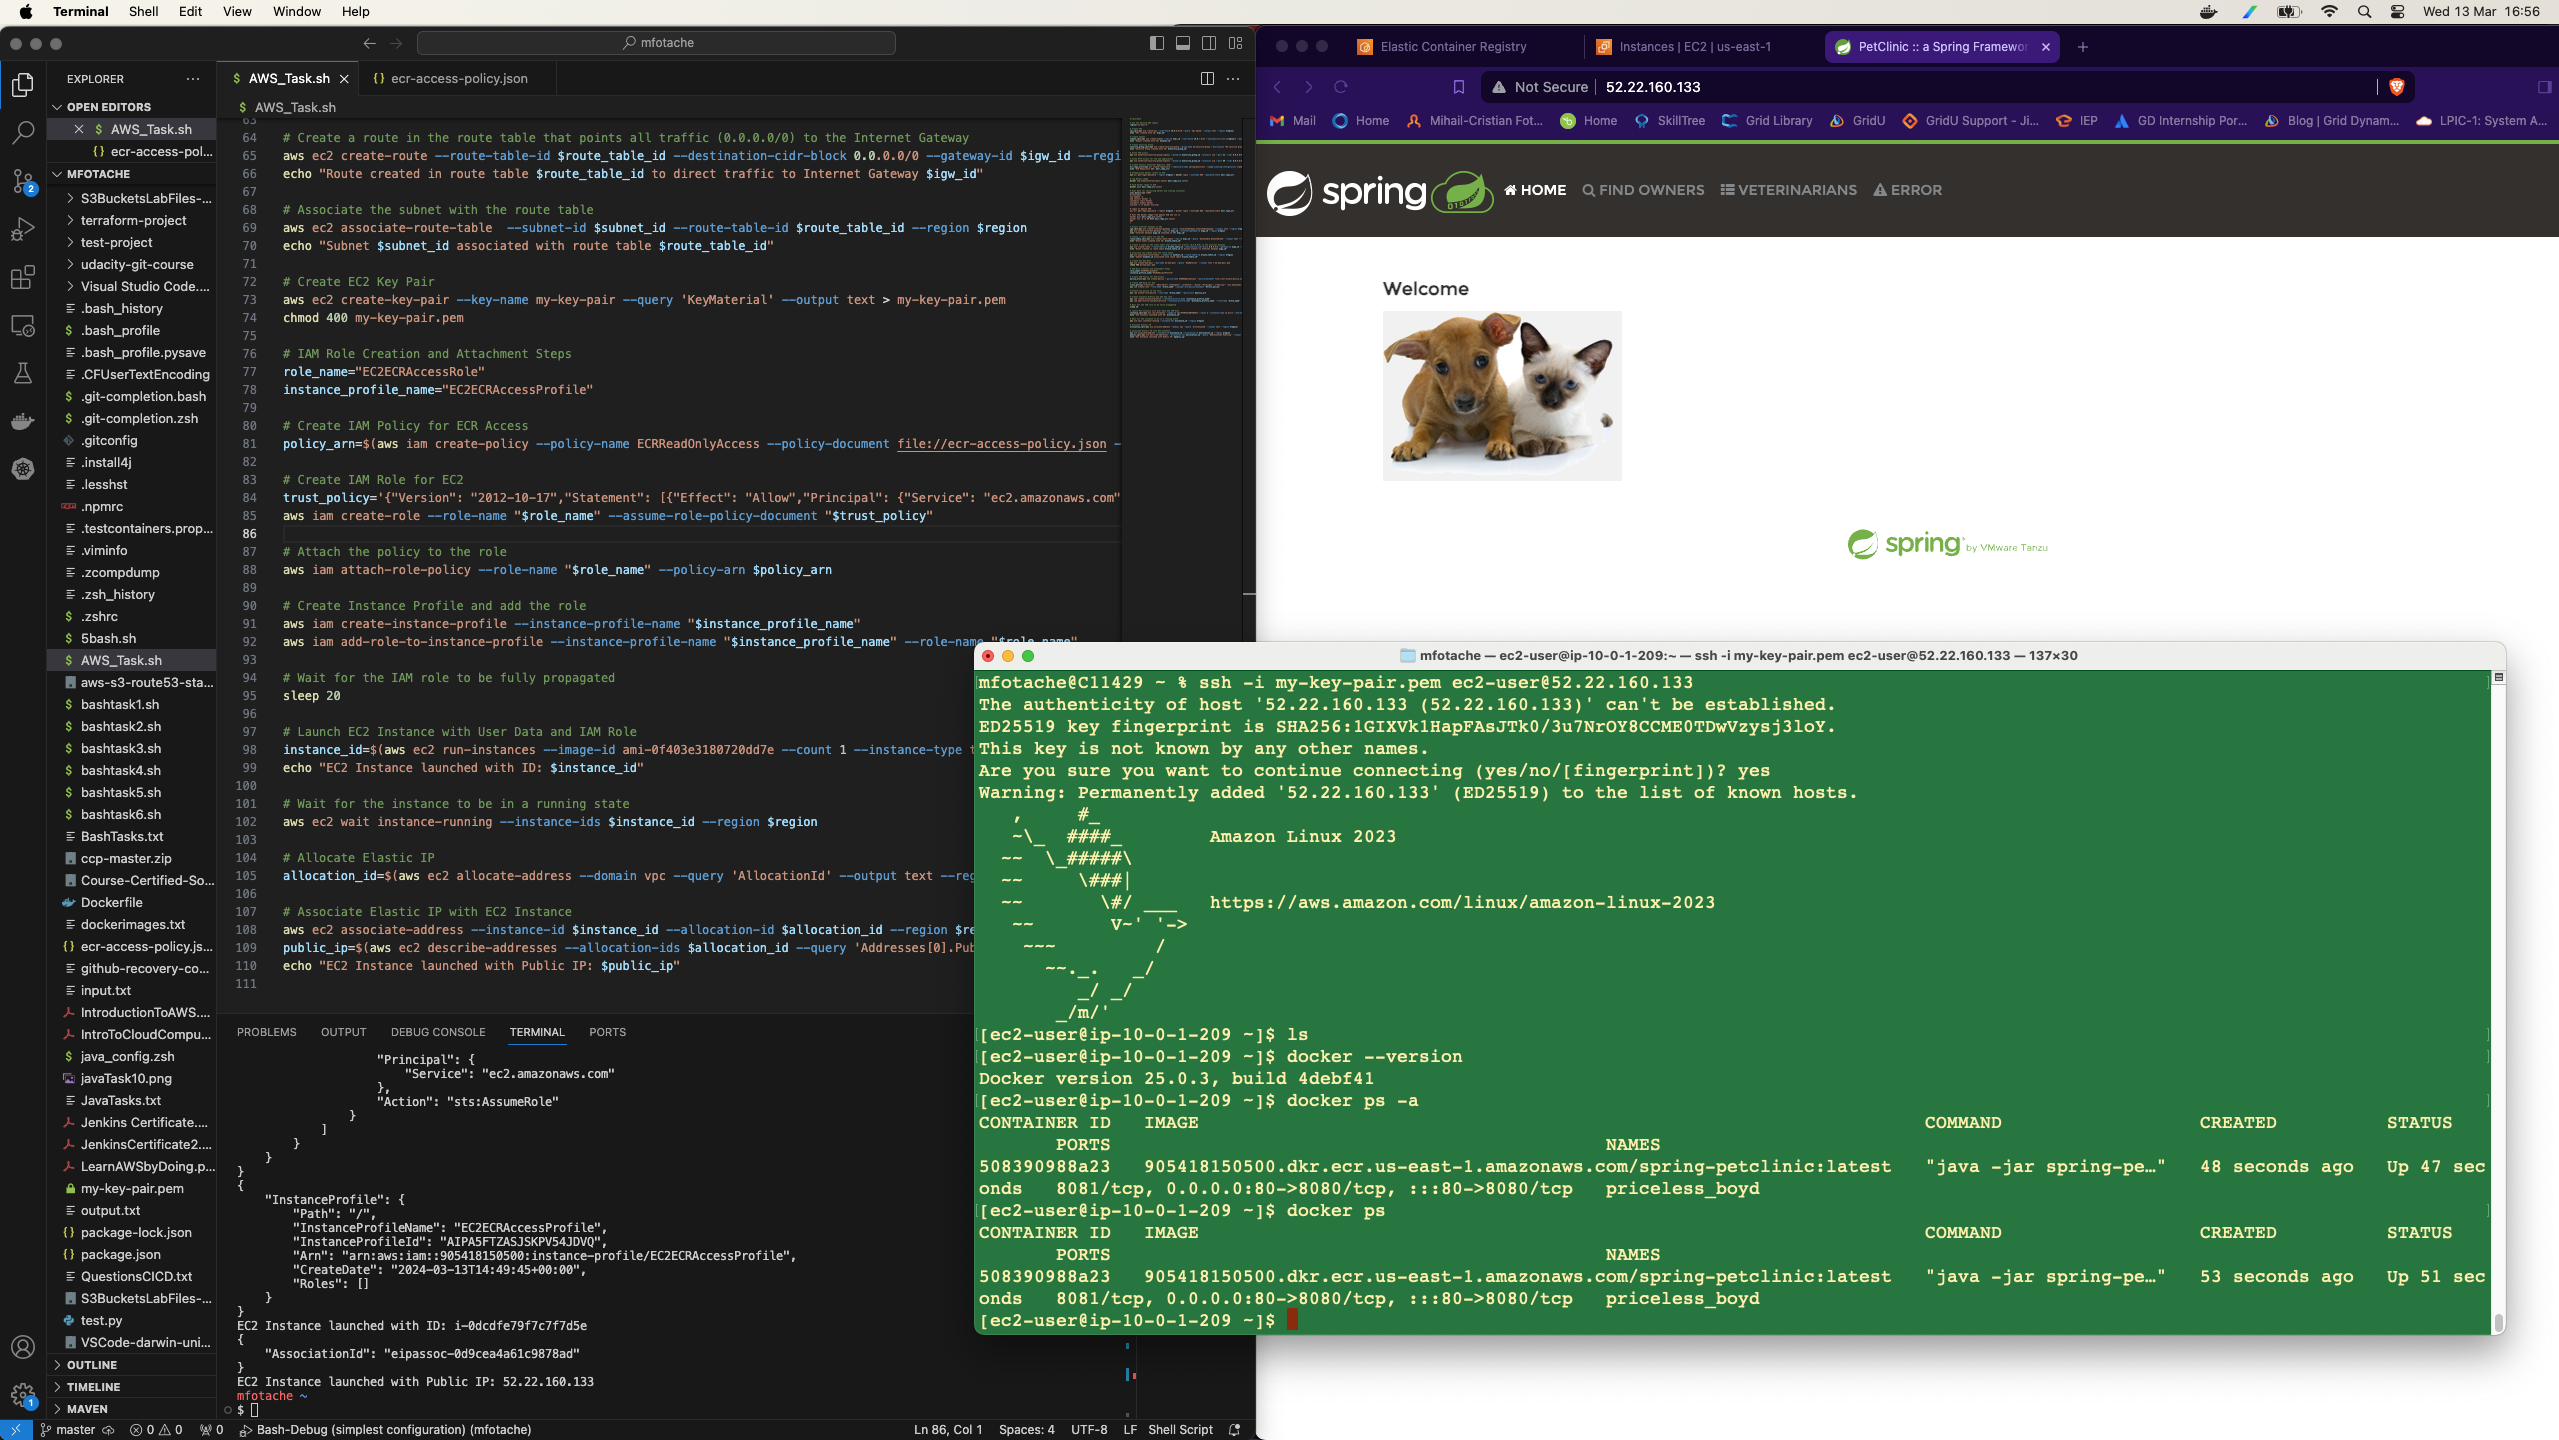 Terminal Shell Edit View Window Help Wed 13 Mar 16:56
mfotache
EXPLORER
OPEN EDITORS
AWS_Task.sh
ecr-access-pol...
MFOTACHE
S3BucketsLabFiles-...
terraform-project
test-project
udacity-git-course
Visual Studio Code....
.bash_history
.bash_profile
.bash_profile.pysave
.CFUserTextEncoding
.git-completion.bash
.git-completion.zsh
.gitconfig
.install4j
.lesshst
.npmrc
.testcontainers.prop...
.viminfo
.zcompdump
.zsh_history
.zshrc
5bash.sh
AWS_Task.sh
aws-s3-route53-sta...
bashtask1.sh
bashtask2.sh
bashtask3.sh
bashtask4.sh
bashtask5.sh
bashtask6.sh
BashTasks.txt
ccp-master.zip
Course-Certified-So...
Dockerfile
dockerimages.txt
ecr-access-policy.js...
github-recovery-co...
input.txt
IntroductionToAWS....
IntroToCloudCompu...
java_config.zsh
javaTask10.png
JavaTasks.txt
Jenkins Certificate....
JenkinsCertificate2....
LearnAWSbyDoing.p...
my-key-pair.pem
output.txt
package-lock.json
package.json
QuestionsCICD.txt
S3BucketsLabFiles-...
test.py
VSCode-darwin-uni...
OUTLINE
TIMELINE
MAVEN
AWS_Task.sh ecr-access-policy.json
AWS_Task.sh
63
64 # Create a route in the route table that points all traffic (0.0.0.0/0) to the Internet Gateway
65 aws ec2 create-route --route-table-id $route_table_id --destination-cidr-block 0.0.0.0/0 --gateway-id $igw_id --regi
66 echo "Route created in route table $route_table_id to direct traffic to Internet Gateway $igw_id"
67
68 # Associate the subnet with the route table
69 aws ec2 associate-route-table --subnet-id $subnet_id --route-table-id $route_table_id --region $region
70 echo "Subnet $subnet_id associated with route table $route_table_id"
71
72 # Create EC2 Key Pair
73 aws ec2 create-key-pair --key-name my-key-pair --query 'KeyMaterial' --output text > my-key-pair.pem
74 chmod 400 my-key-pair.pem
75
76 # IAM Role Creation and Attachment Steps
77 role_name="EC2ECRAccessRole"
78 instance_profile_name="EC2ECRAccessProfile"
79
80 # Create IAM Policy for ECR Access
81 policy_arn=$(aws iam create-policy --policy-name ECRReadOnlyAccess --policy-document file://ecr-access-policy.json -
82
83 # Create IAM Role for EC2
84 trust_policy='{"Version": "2012-10-17","Statement": [{"Effect": "Allow","Principal": {"Service": "ec2.amazonaws.com"
85 aws iam create-role --role-name "$role_name" --assume-role-policy-document "$trust_policy"
86
87 # Attach the policy to the role
88 aws iam attach-role-policy --role-name "$role_name" --policy-arn $policy_arn
89
90 # Create Instance Profile and add the role
91 aws iam create-instance-profile --instance-profile-name "$instance_profile_name"
92 aws iam add-role-to-instance-profile --instance-profile-name "$instance_profile_name" --role-name "$role_name"
93
94 # Wait for the IAM role to be fully propagated
95 sleep 20
96
97 # Launch EC2 Instance with User Data and IAM Role
98 instance_id=$(aws ec2 run-instances --image-id ami-0f403e3180720dd7e --count 1 --instance-type t
99 echo "EC2 Instance launched with ID: $instance_id"
100
101 # Wait for the instance to be in a running state
102 aws ec2 wait instance-running --instance-ids $instance_id --region $region
103
104 # Allocate Elastic IP
105 allocation_id=$(aws ec2 allocate-address --domain vpc --query 'AllocationId' --output text --reg
106
107 # Associate Elastic IP with EC2 Instance
108 aws ec2 associate-address --instance-id $instance_id --allocation-id $allocation_id --region $re
109 public_ip=$(aws ec2 describe-addresses --allocation-ids $allocation_id --query 'Addresses[0].Pub
110 echo "EC2 Instance launched with Public IP: $public_ip"
111
PROBLEMS OUTPUT DEBUG CONSOLE TERMINAL PORTS
"Principal": {
"Service": "ec2.amazonaws.com"
},
"Action": "sts:AssumeRole"
}
]
}
}
}
{
"InstanceProfile": {
"Path": "/",
"InstanceProfileName": "EC2ECRAccessProfile",
"InstanceProfileId": "AIPA5FTZASJSKPV54JDVQ",
"Arn": "arn:aws:iam::905418150500:instance-profile/EC2ECRAccessProfile",
"CreateDate": "2024-03-13T14:49:45+00:00",
"Roles": []
}
}
EC2 Instance launched with ID: i-0dcdfe79f7c7f7d5e
{
"AssociationId": "eipassoc-0d9cea4a61c9878ad"
}
EC2 Instance launched with Public IP: 52.22.160.133
mfotache ~
$
master 0 0 0 Bash-Debug (simplest configuration) (mfotache) Ln 86, Col 1 Spaces: 4 UTF-8 LF Shell Script
Elastic Container Registry Instances | EC2 | us-east-1 PetClinic :: a Spring Framewor
Not Secure 52.22.160.133
Mail Home Mihail-Cristian Fot... Home SkillTree Grid Library GridU GridU Support - Ji... IEP GD Internship Por... Blog | Grid Dynam... LPIC-1: System A...
spring HOME FIND OWNERS VETERINARIANS ERROR
Welcome
spring by VMware Tanzu
mfotache — ec2-user@ip-10-0-1-209:~ — ssh -i my-key-pair.pem ec2-user@52.22.160.133 — 137×30
mfotache@C11429 ~ % ssh -i my-key-pair.pem ec2-user@52.22.160.133
The authenticity of host '52.22.160.133 (52.22.160.133)' can't be established.
ED25519 key fingerprint is SHA256:1GIXVk1HapFAsJTk0/3u7NrOY8CCME0TDwVzysj3loY.
This key is not known by any other names.
Are you sure you want to continue connecting (yes/no/[fingerprint])? yes
Warning: Permanently added '52.22.160.133' (ED25519) to the list of known hosts.
, #_
~\_ ####_ Amazon Linux 2023
~~ \_#####\
~~ \###|
~~ \#/ ___ https://aws.amazon.com/linux/amazon-linux-2023
~~ V~' '->
~~~ /
~~._. _/
_/ _/
_/m/'
[ec2-user@ip-10-0-1-209 ~]$ ls
[ec2-user@ip-10-0-1-209 ~]$ docker --version
Docker version 25.0.3, build 4debf41
[ec2-user@ip-10-0-1-209 ~]$ docker ps -a
CONTAINER ID IMAGE COMMAND CREATED STATUS
PORTS NAMES
508390988a23 905418150500.dkr.ecr.us-east-1.amazonaws.com/spring-petclinic:latest "java -jar spring-pe…" 48 seconds ago Up 47 sec
onds 8081/tcp, 0.0.0.0:80->8080/tcp, :::80->8080/tcp priceless_boyd
[ec2-user@ip-10-0-1-209 ~]$ docker ps
CONTAINER ID IMAGE COMMAND CREATED STATUS
PORTS NAMES
508390988a23 905418150500.dkr.ecr.us-east-1.amazonaws.com/spring-petclinic:latest "java -jar spring-pe…" 53 seconds ago Up 51 sec
onds 8081/tcp, 0.0.0.0:80->8080/tcp, :::80->8080/tcp priceless_boyd
[ec2-user@ip-10-0-1-209 ~]$